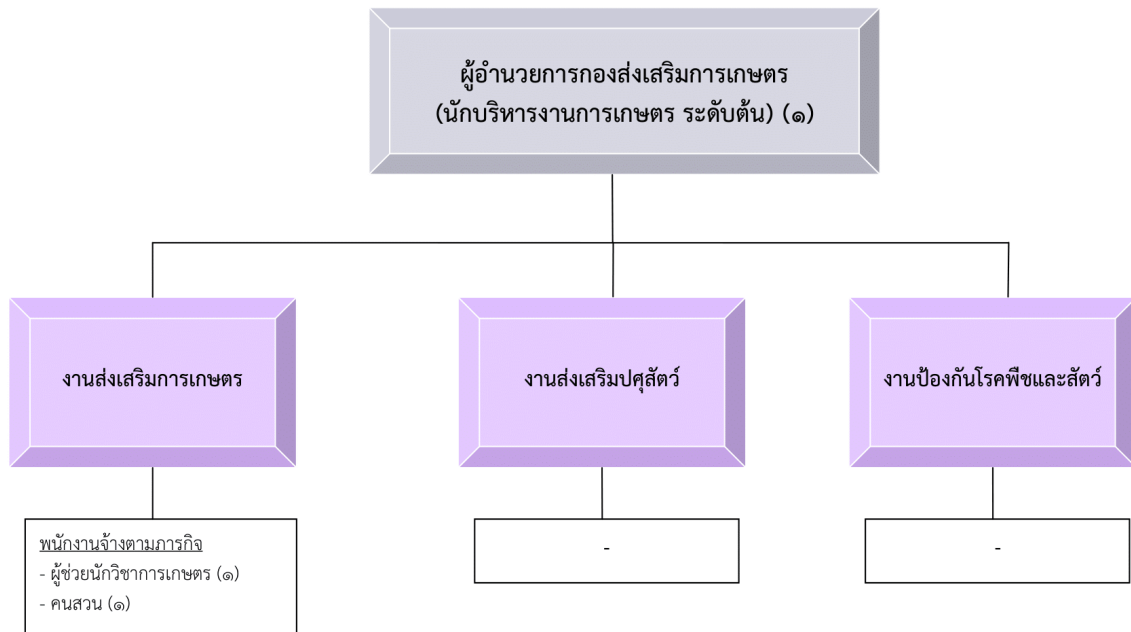 ผู้อำนวยการกองส่งเสริมการเกษตร
(นักบริหารงานการเกษตร ระดับต้น) (๑)
งานส่งเสริมการเกษตร
งานส่งเสริมปศุสัตว์
งานป้องกันโรคพืชและสัตว์
พนักงานจ้างตามภารกิจ
- ผู้ช่วยนักวิชาการเกษตร (๑)
- คนสวน (๑)
-
-